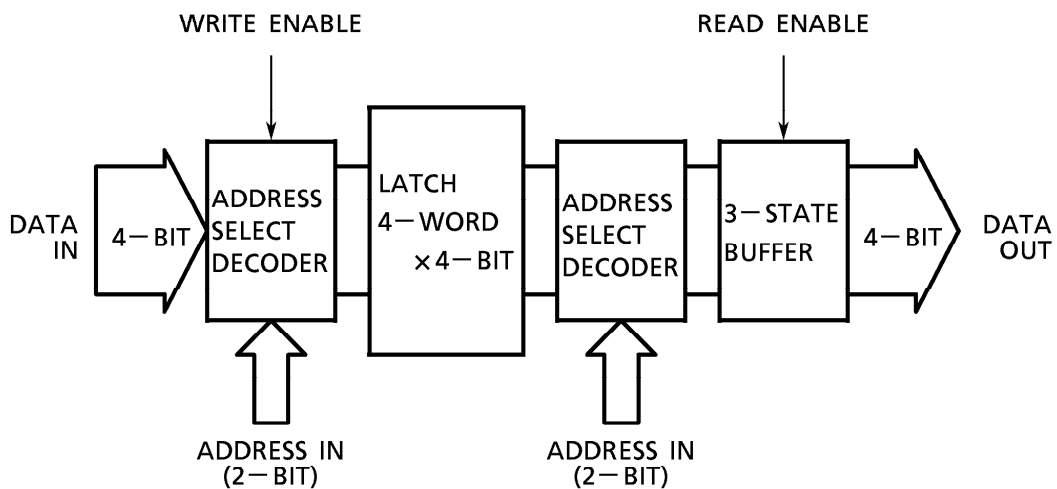 WRITE ENABLE
READ ENABLE
DATA
IN
4－BIT
ADDRESS
SELECT
DECODER
LATCH
4－WORD
×4－BIT
ADDRESS
SELECT
DECODER
3－STATE
BUFFER
4－BIT
DATA
OUT
ADDRESS IN
(2－BIT)
ADDRESS IN
(2－BIT)